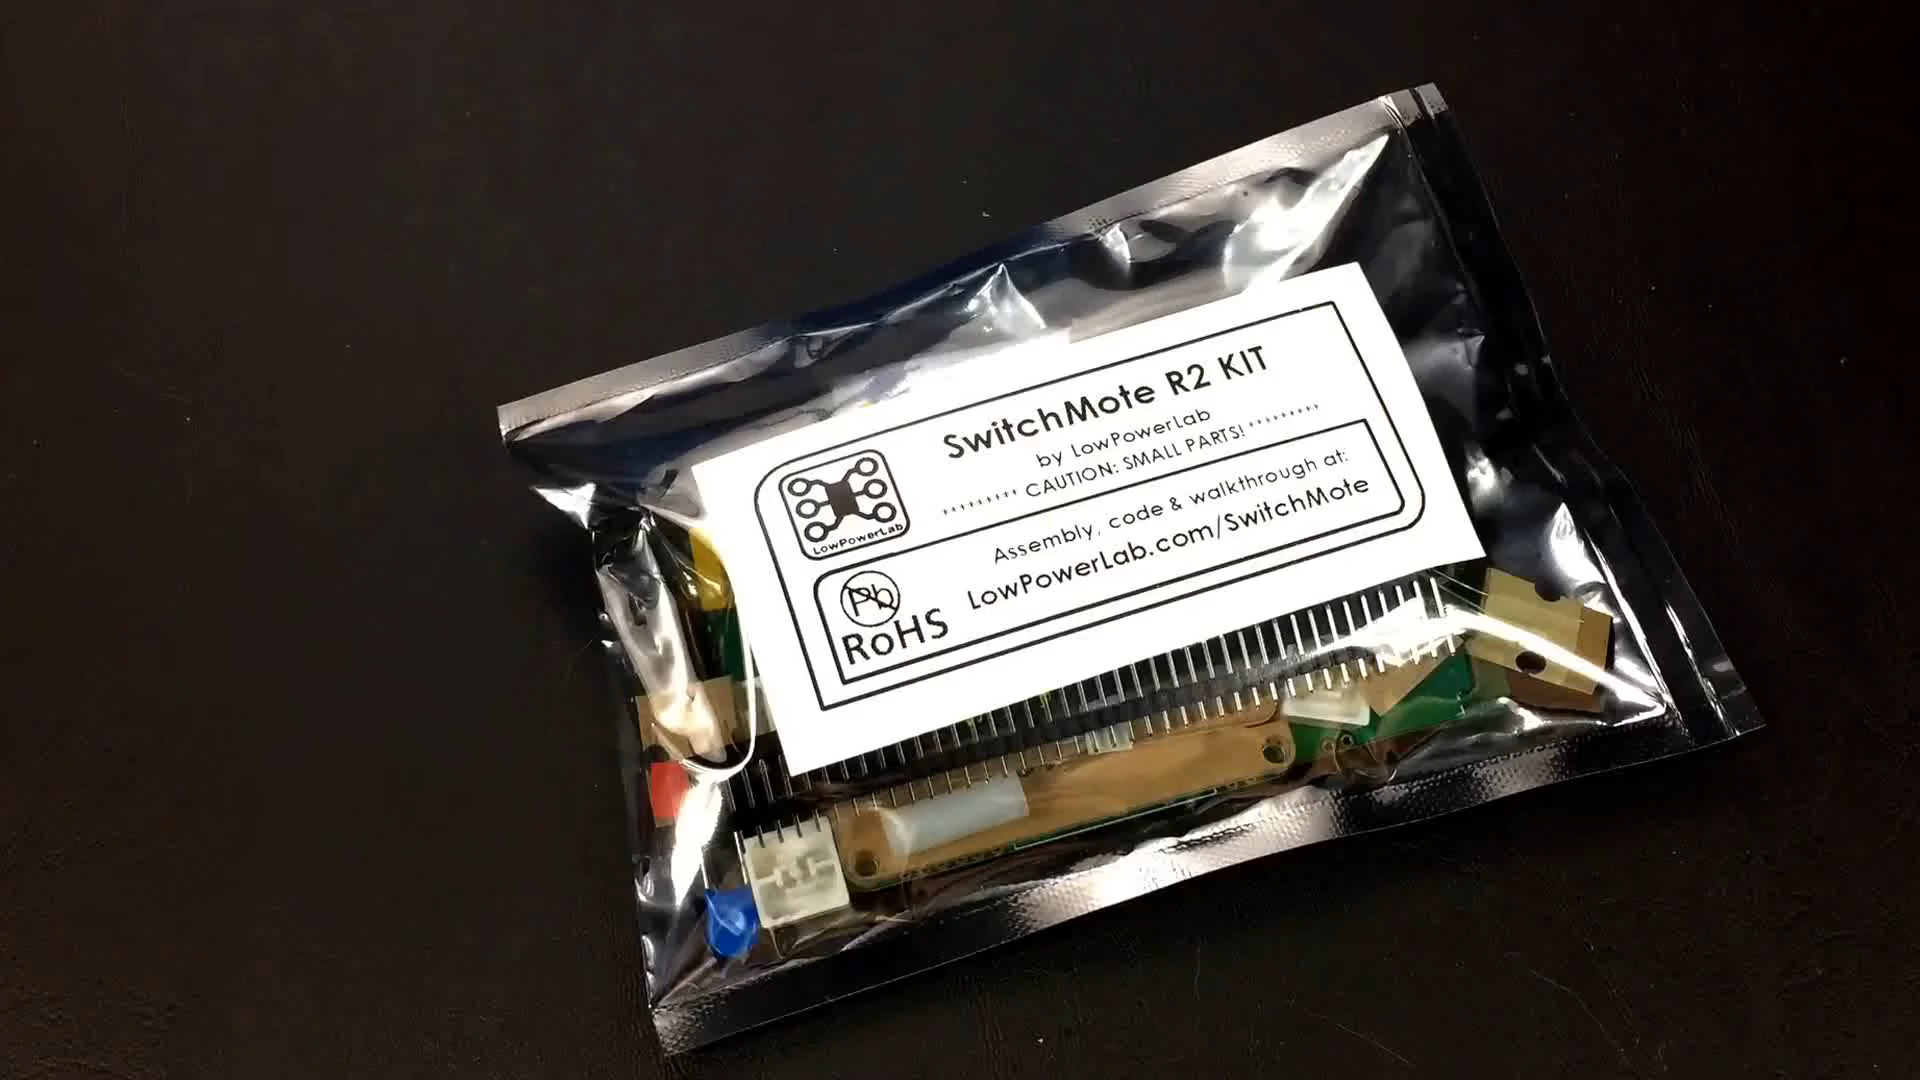 SwitchMote R2 KIT
by LowPowerLab
******** CAUTION: SMALL PARTS! ********
LowPowerLab
Assembly, code & walkthrough at:
LowPowerLab.com/SwitchMote
Pb
RoHS